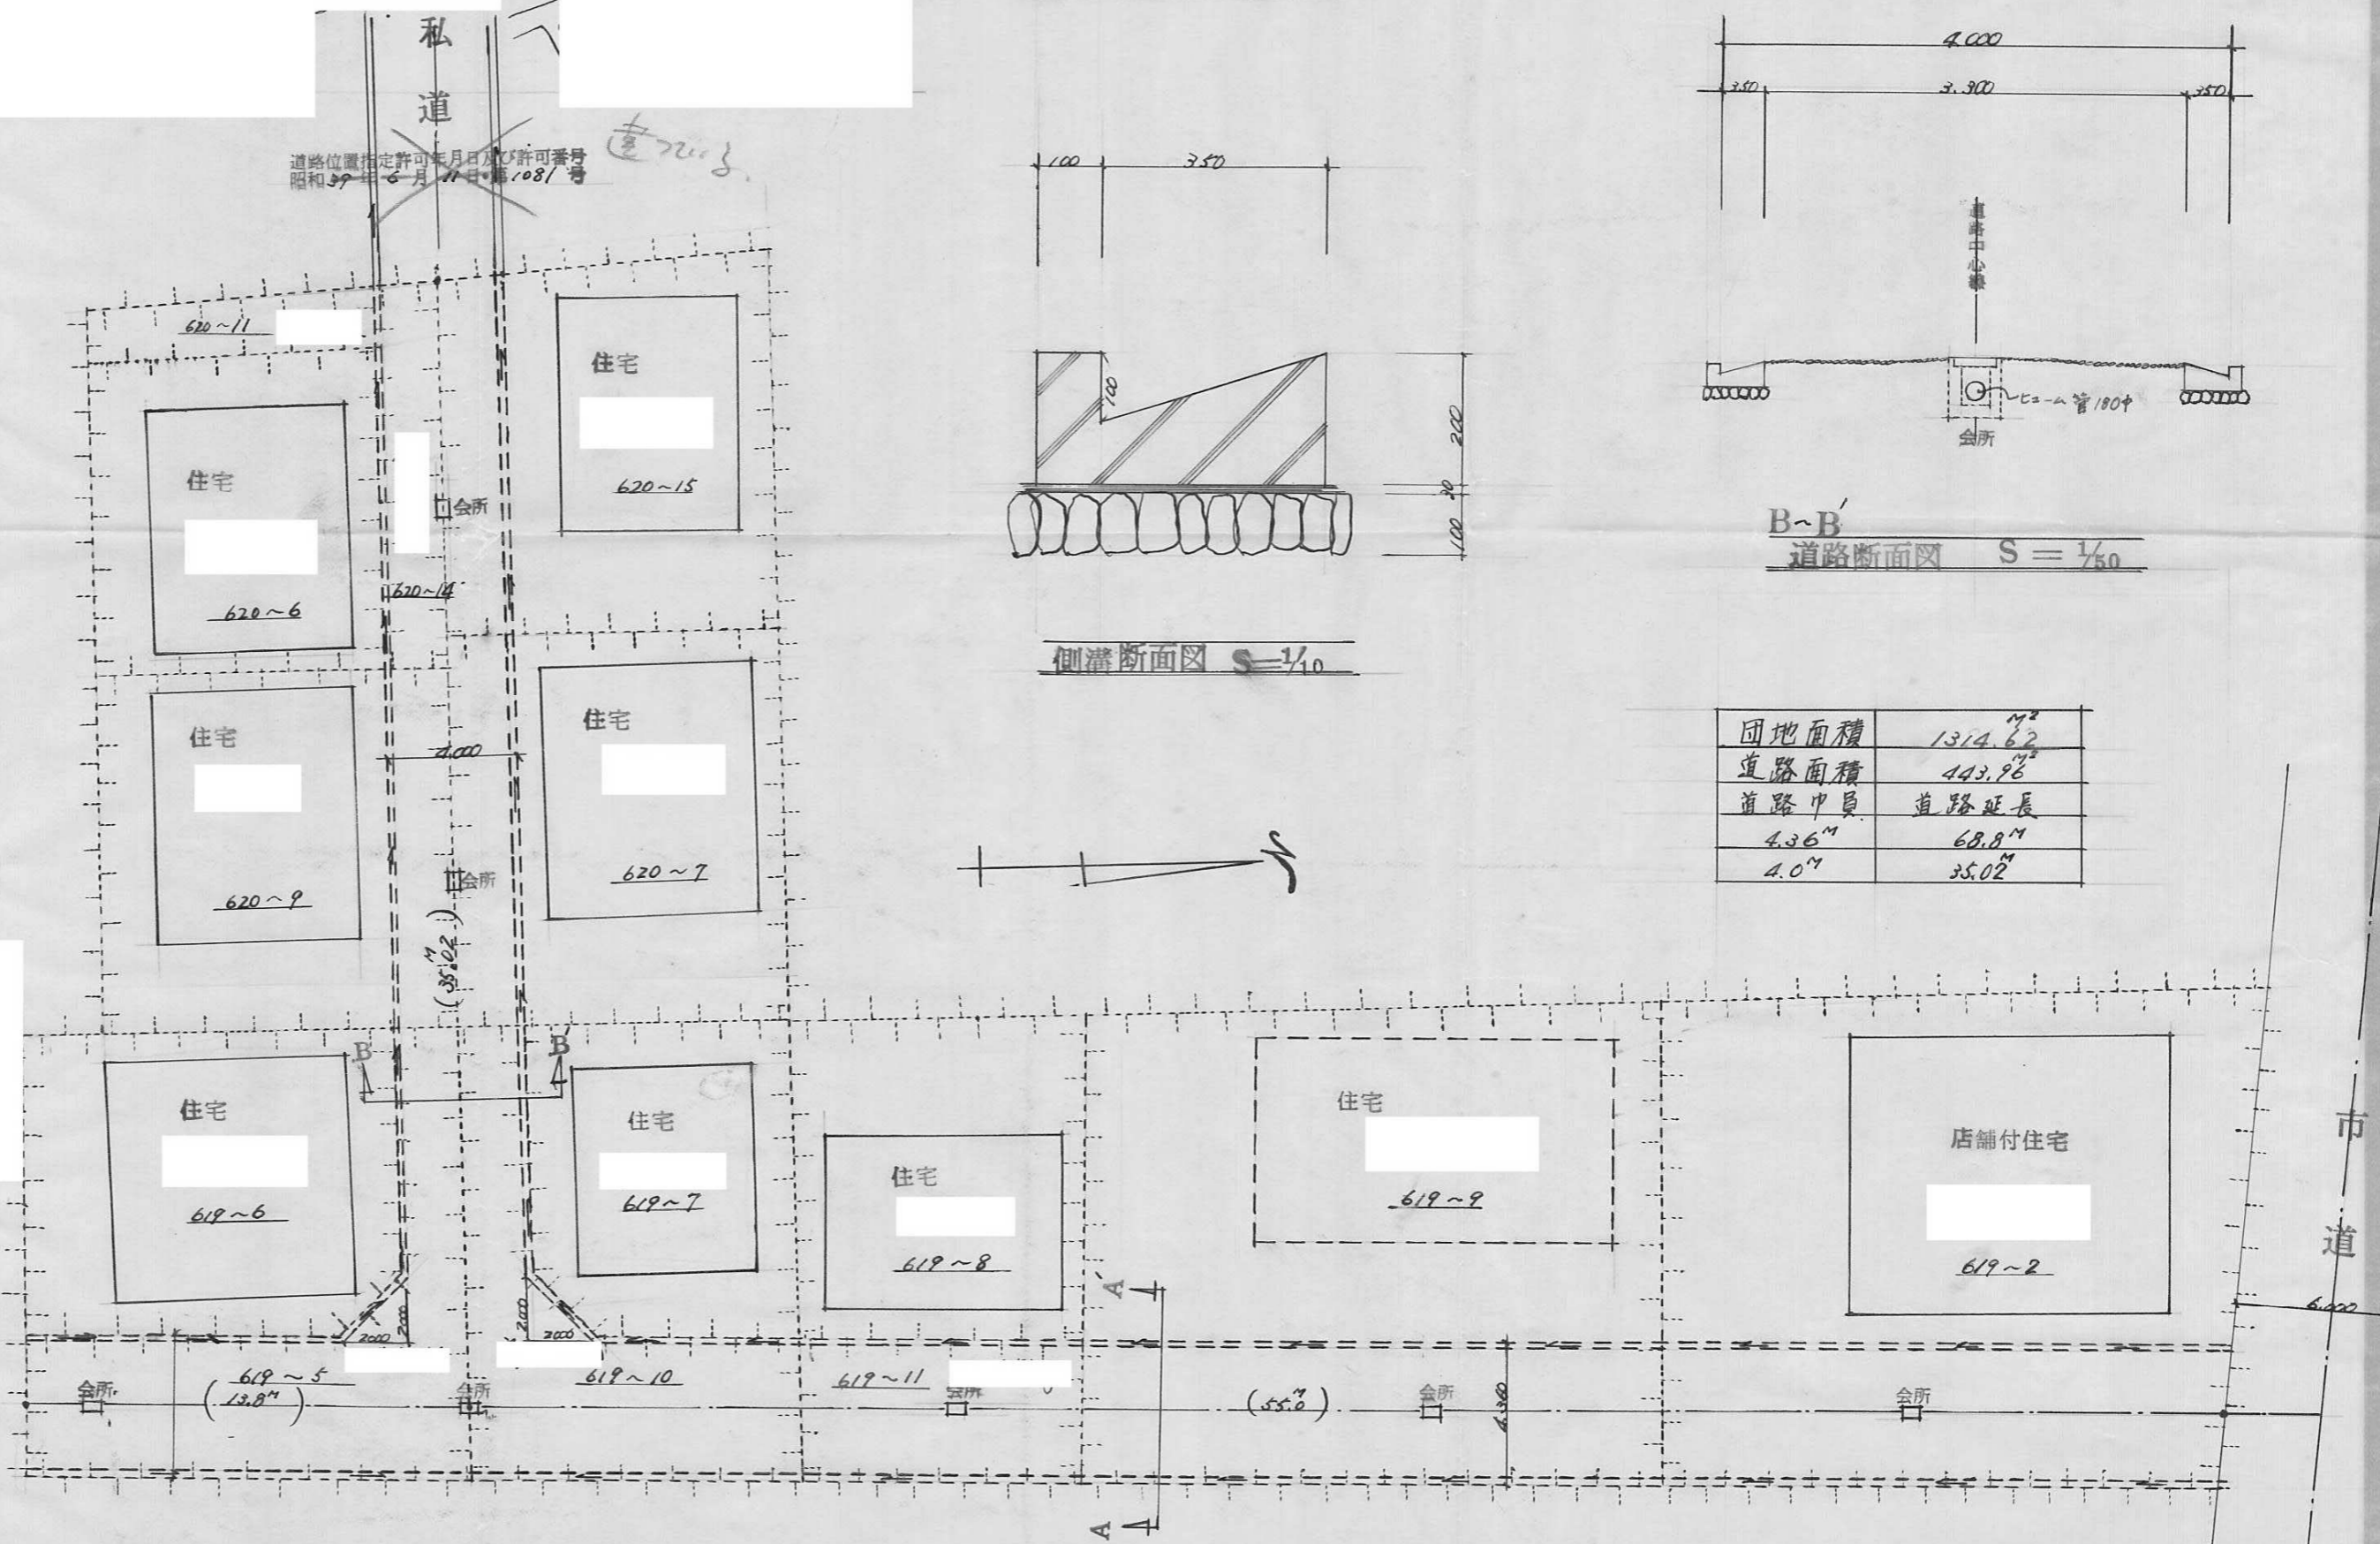 私
道
道路位置指定許可年月日及び許可番号
昭和39年6月11日・第1081号
620~11
住宅
620~15
住宅
620~6
会所
620~14
住宅
620~9
4.000
住宅
620~7
会所
(35.02M)
100
350
100
200
30
100
側溝断面図 S=1/10
4.000
350
3.300
350
道路中心線
ヒューム管180φ
会所
B~B′
道路断面図 S=1/50
団地面積 1314.62M²
道路面積 443.96M²
道路巾員 道路延長
4.36M 68.8M
4.0M 35.02M
N
B
B′
住宅
619~6
住宅
619~7
住宅
619~8
住宅
619~9
店舗付住宅
619~2
市
道
6.000
2000
2000
2000
2000
A′
619~5
(13.8M)
619~10
619~11
(55.0M)
4.360
会所
会所
会所
会所
会所
A